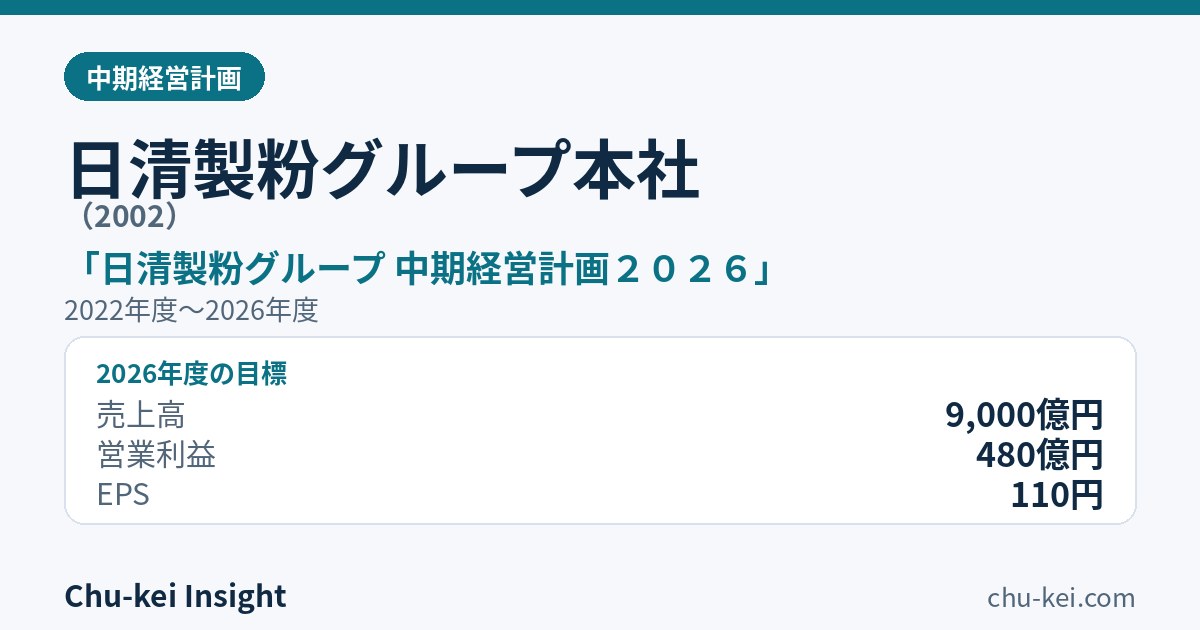 中期経営計画
日清製粉グループ本社
（2002）
「日清製粉グループ 中期経営計画２０２６」
2022年度～2026年度
2026年度の目標
売上高 9,000億円
営業利益 480億円
EPS 110円
Chu-kei Insight chu-kei.com